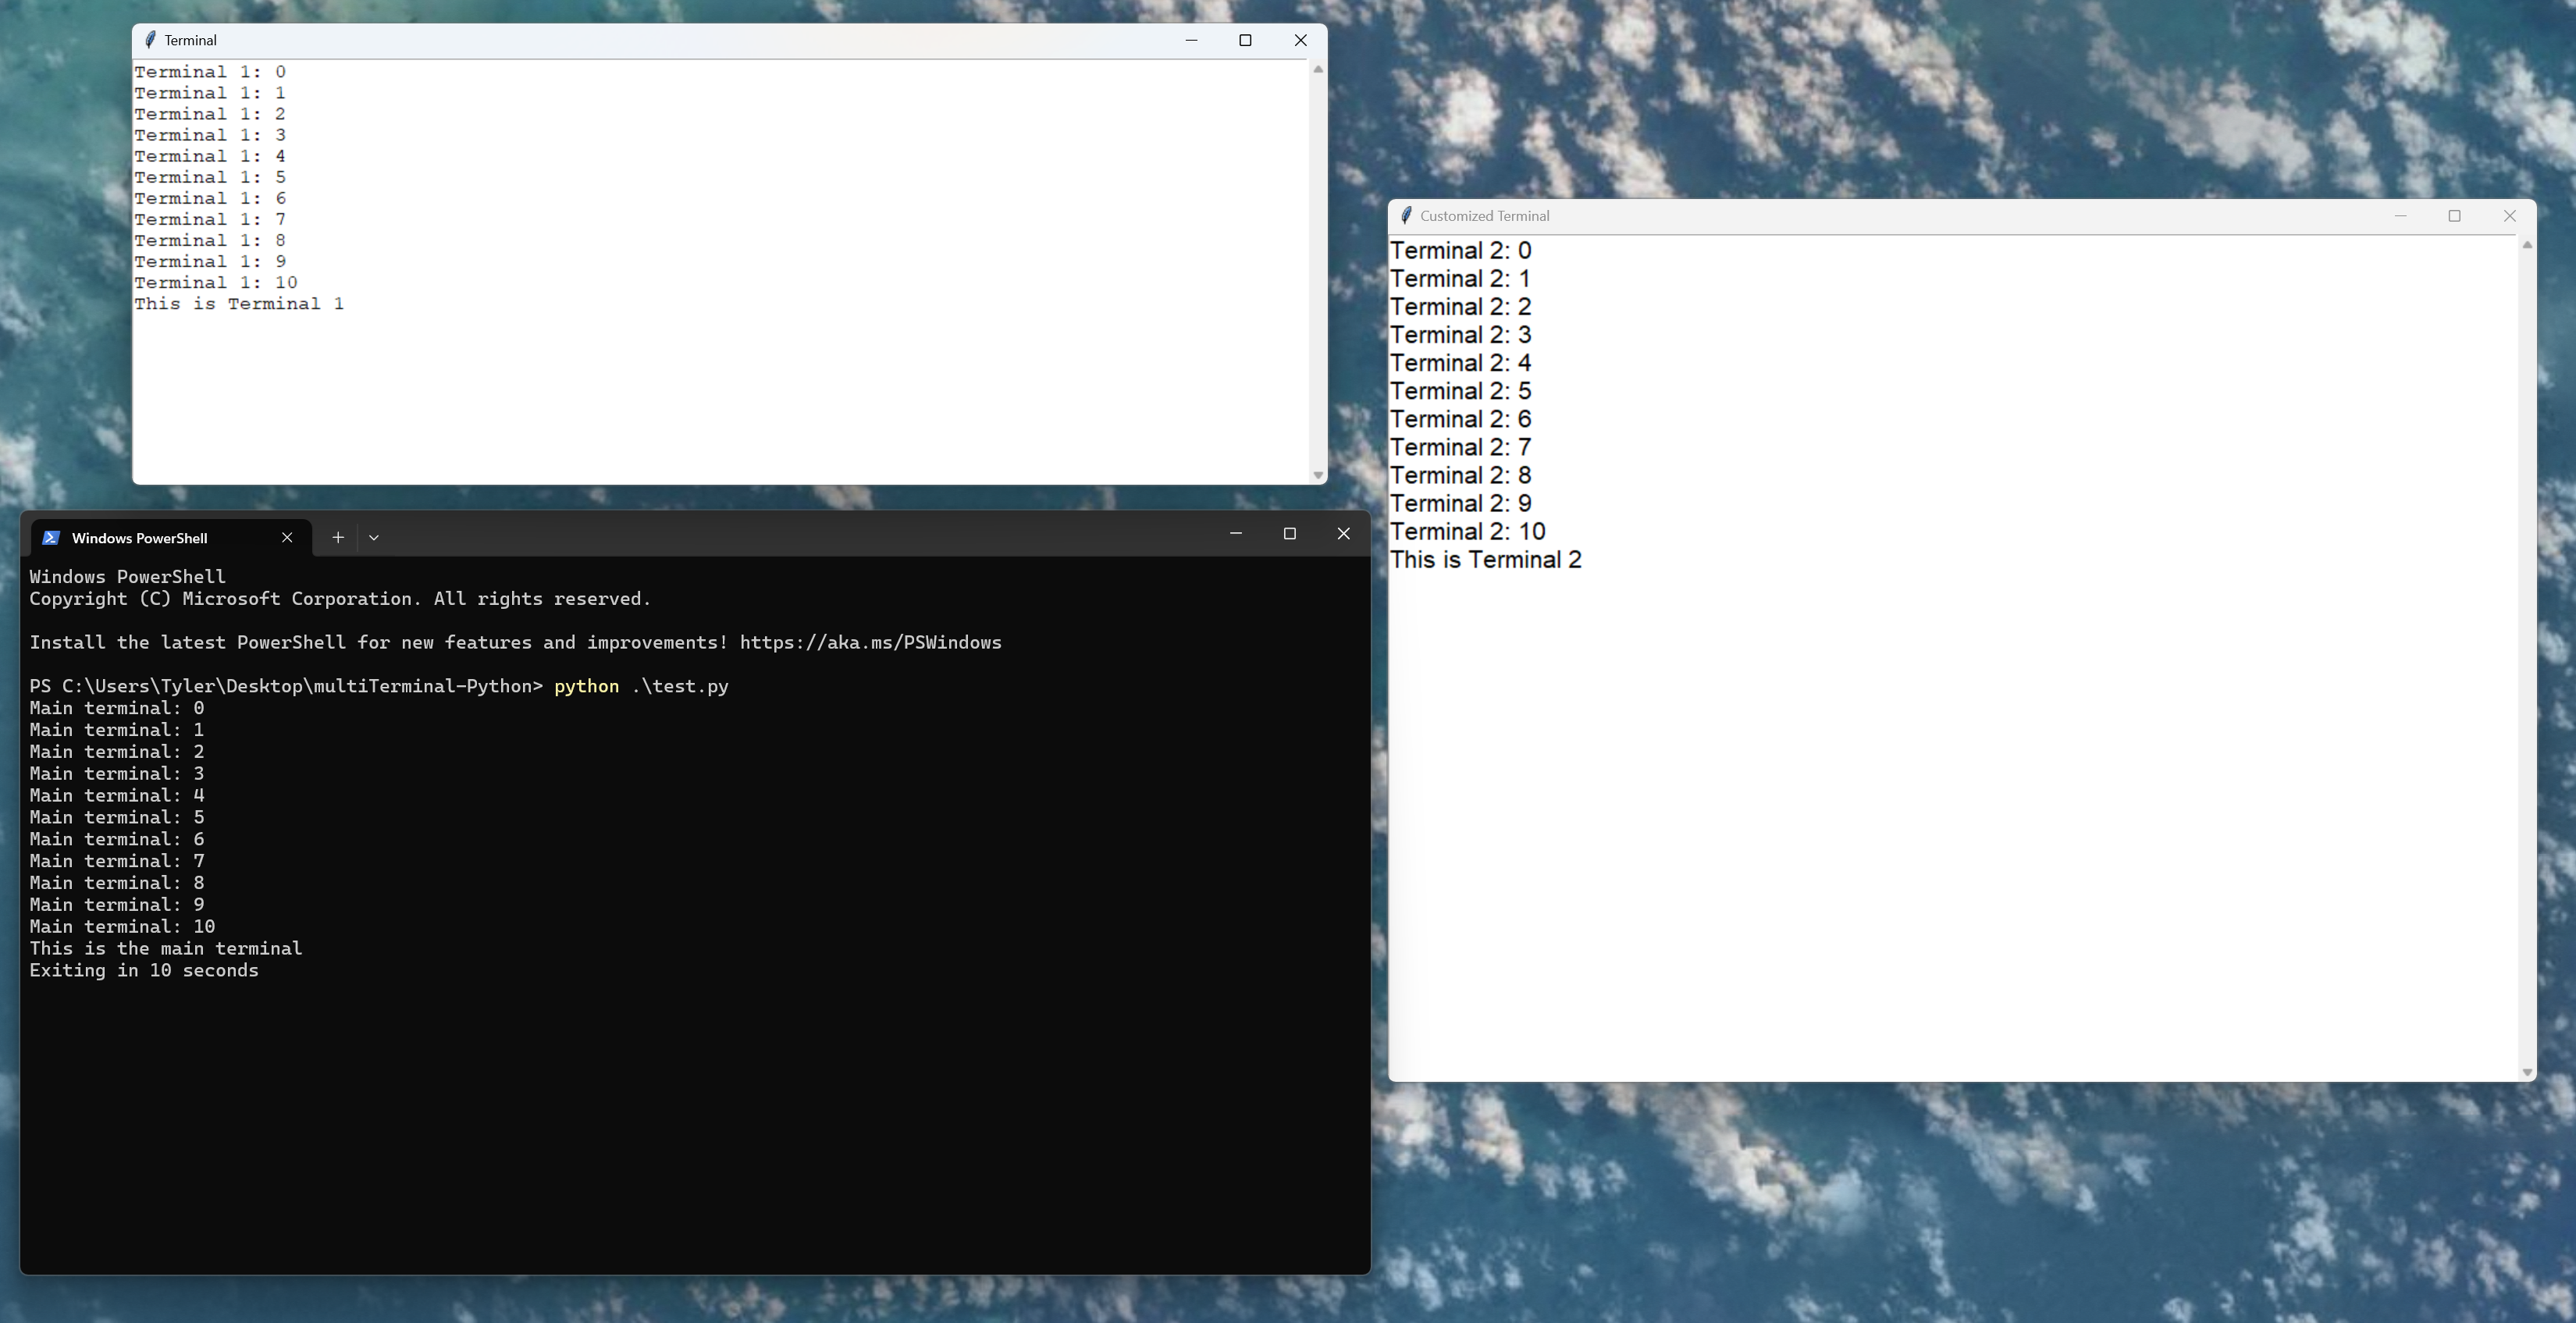 Terminal
Terminal 1: 0
Terminal 1: 1
Terminal 1: 2
Terminal 1: 3
Terminal 1: 4
Terminal 1: 5
Terminal 1: 6
Terminal 1: 7
Terminal 1: 8
Terminal 1: 9
Terminal 1: 10
This is Terminal 1
Customized Terminal
Terminal 2: 0
Terminal 2: 1
Terminal 2: 2
Terminal 2: 3
Terminal 2: 4
Terminal 2: 5
Terminal 2: 6
Terminal 2: 7
Terminal 2: 8
Terminal 2: 9
Terminal 2: 10
This is Terminal 2
Windows PowerShell
Windows PowerShell
Copyright (C) Microsoft Corporation. All rights reserved.
Install the latest PowerShell for new features and improvements! https://aka.ms/PSWindows
PS C:\Users\Tyler\Desktop\multiTerminal-Python> python .\test.py
Main terminal: 0
Main terminal: 1
Main terminal: 2
Main terminal: 3
Main terminal: 4
Main terminal: 5
Main terminal: 6
Main terminal: 7
Main terminal: 8
Main terminal: 9
Main terminal: 10
This is the main terminal
Exiting in 10 seconds